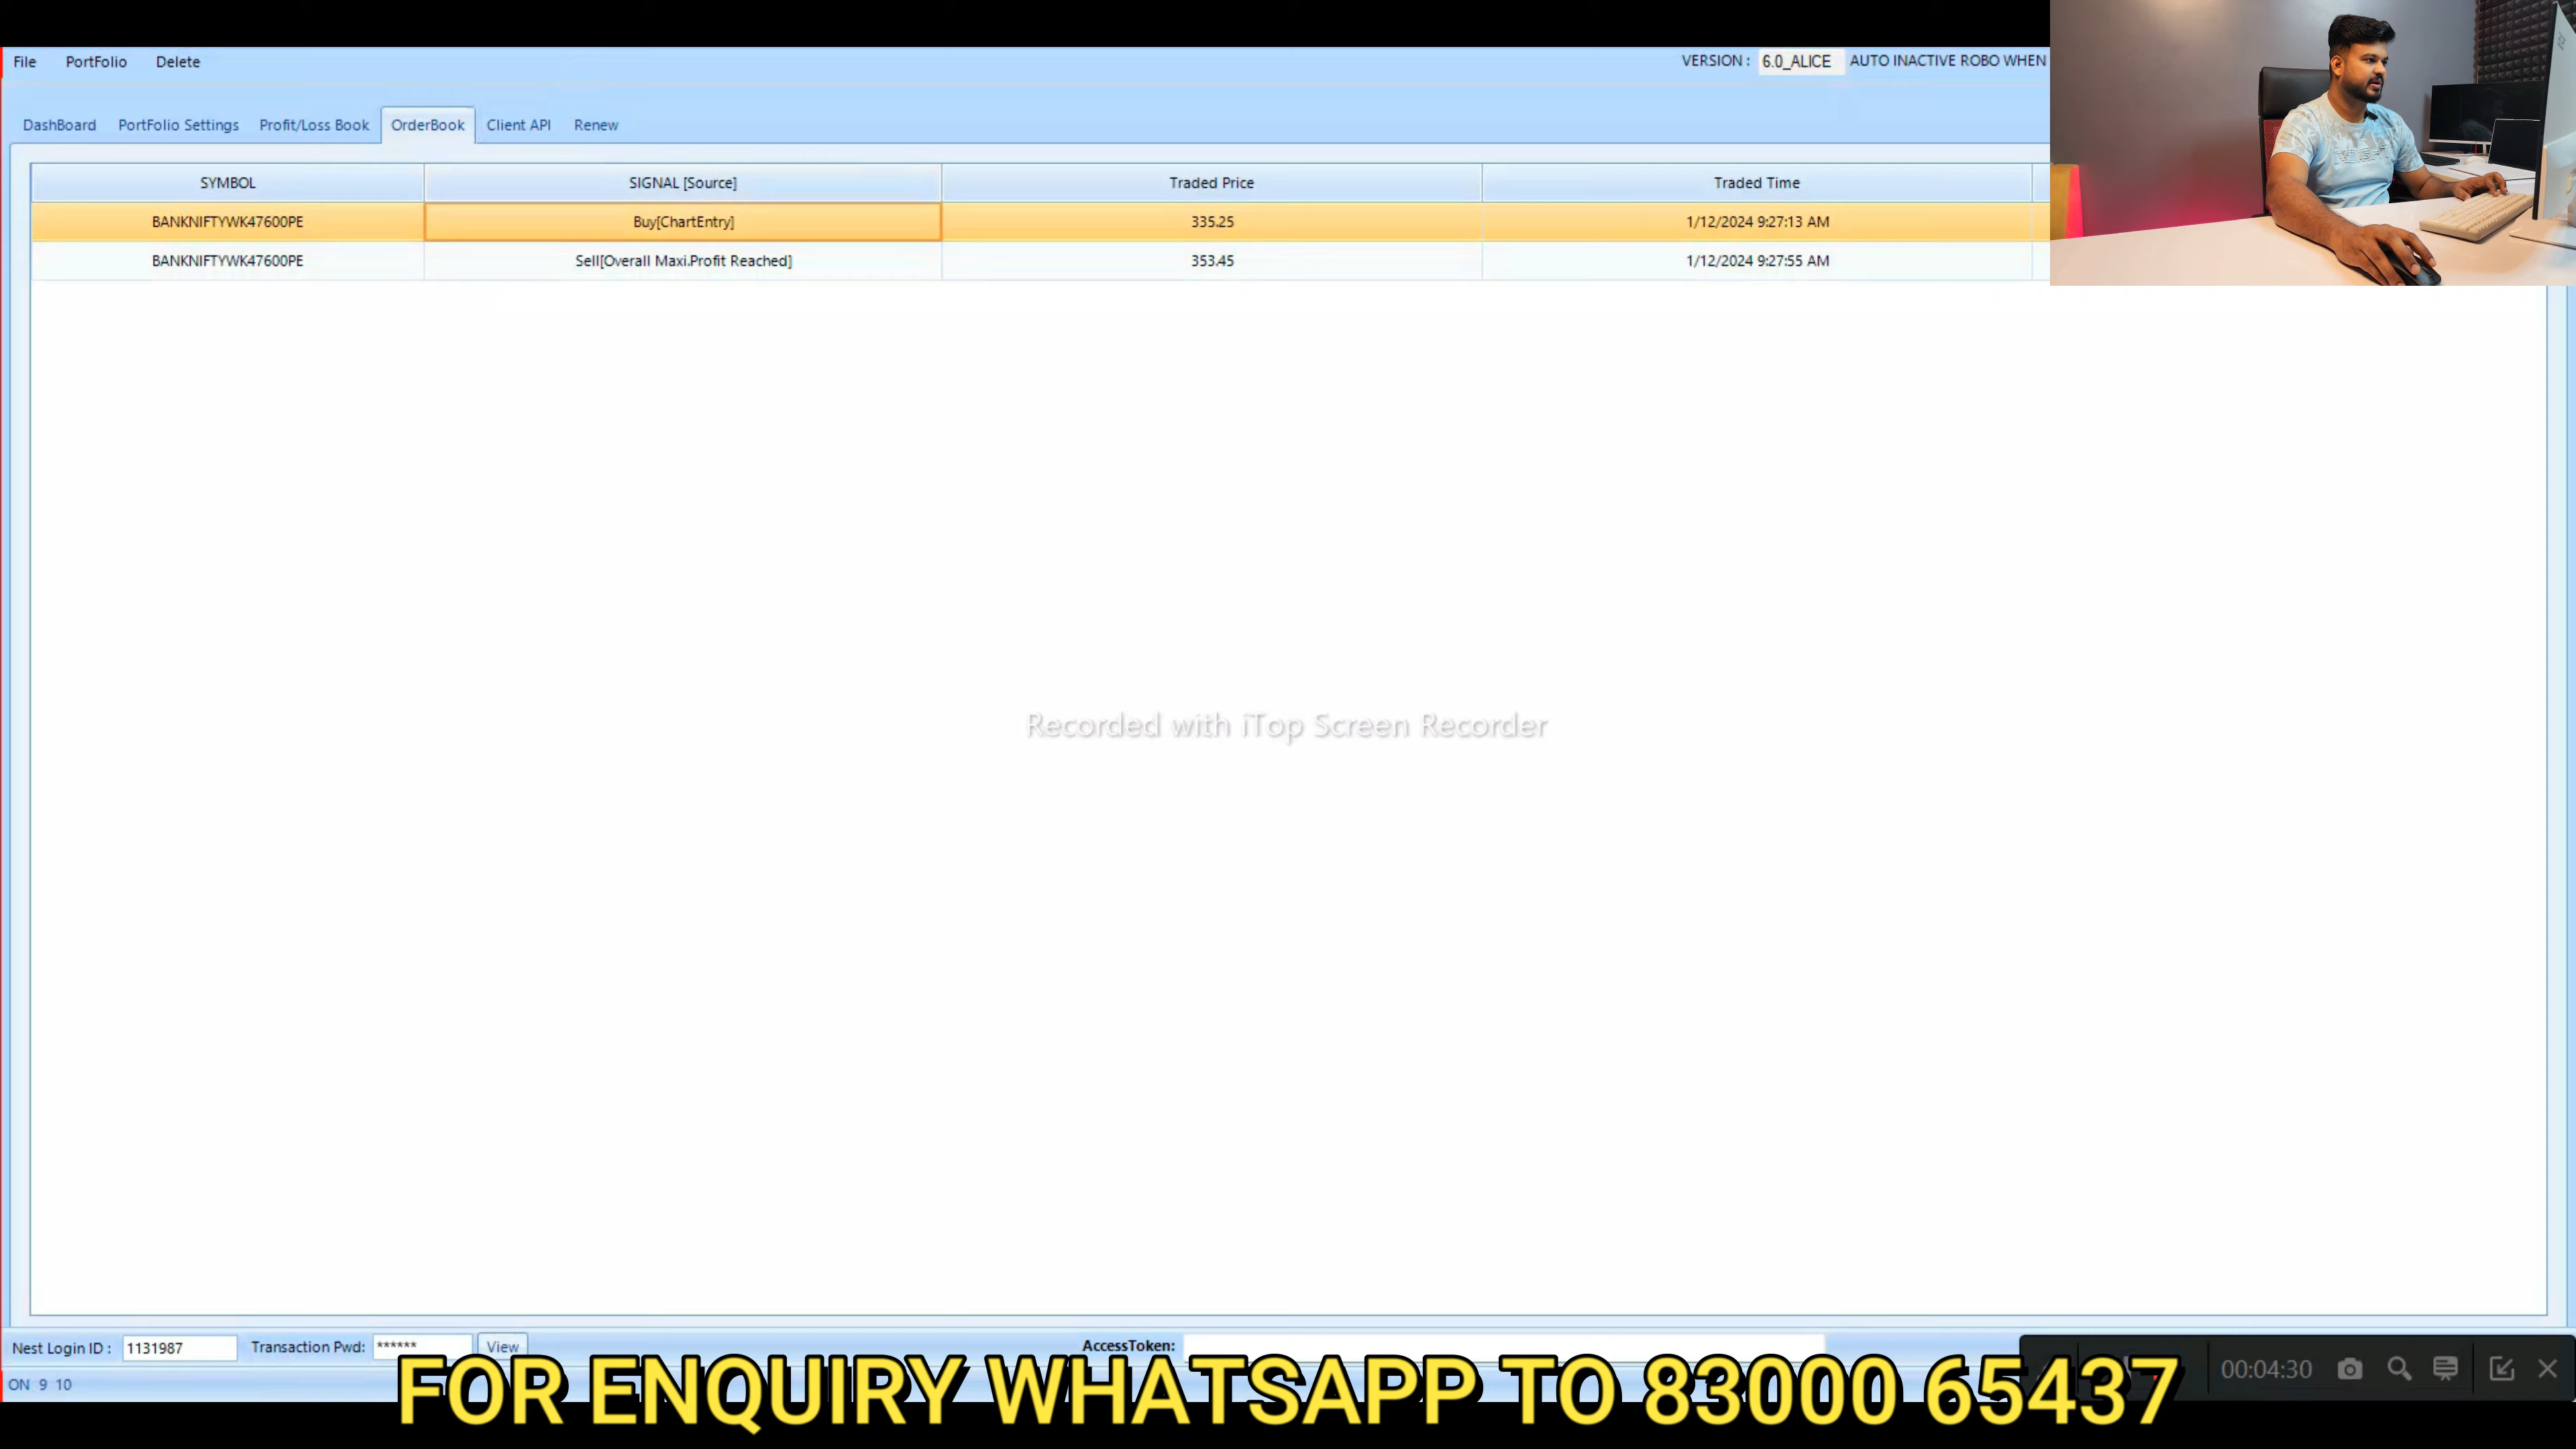 File PortFolio Delete VERSION : 6.0_ALICE AUTO INACTIVE ROBO WHEN
DashBoard PortFolio Settings Profit/Loss Book OrderBook Client API Renew
SYMBOL SIGNAL [Source] Traded Price Traded Time
BANKNIFTYWK47600PE Buy[ChartEntry] 335.25 1/12/2024 9:27:13 AM
BANKNIFTYWK47600PE Sell[Overall Maxi.Profit Reached] 353.45 1/12/2024 9:27:55 AM
Recorded with iTop Screen Recorder
Nest Login ID : 1131987 Transaction Pwd: ****** View AccessToken:
00:04:30
ON 9 10
FOR ENQUIRY WHATSAPP TO 83000 65437